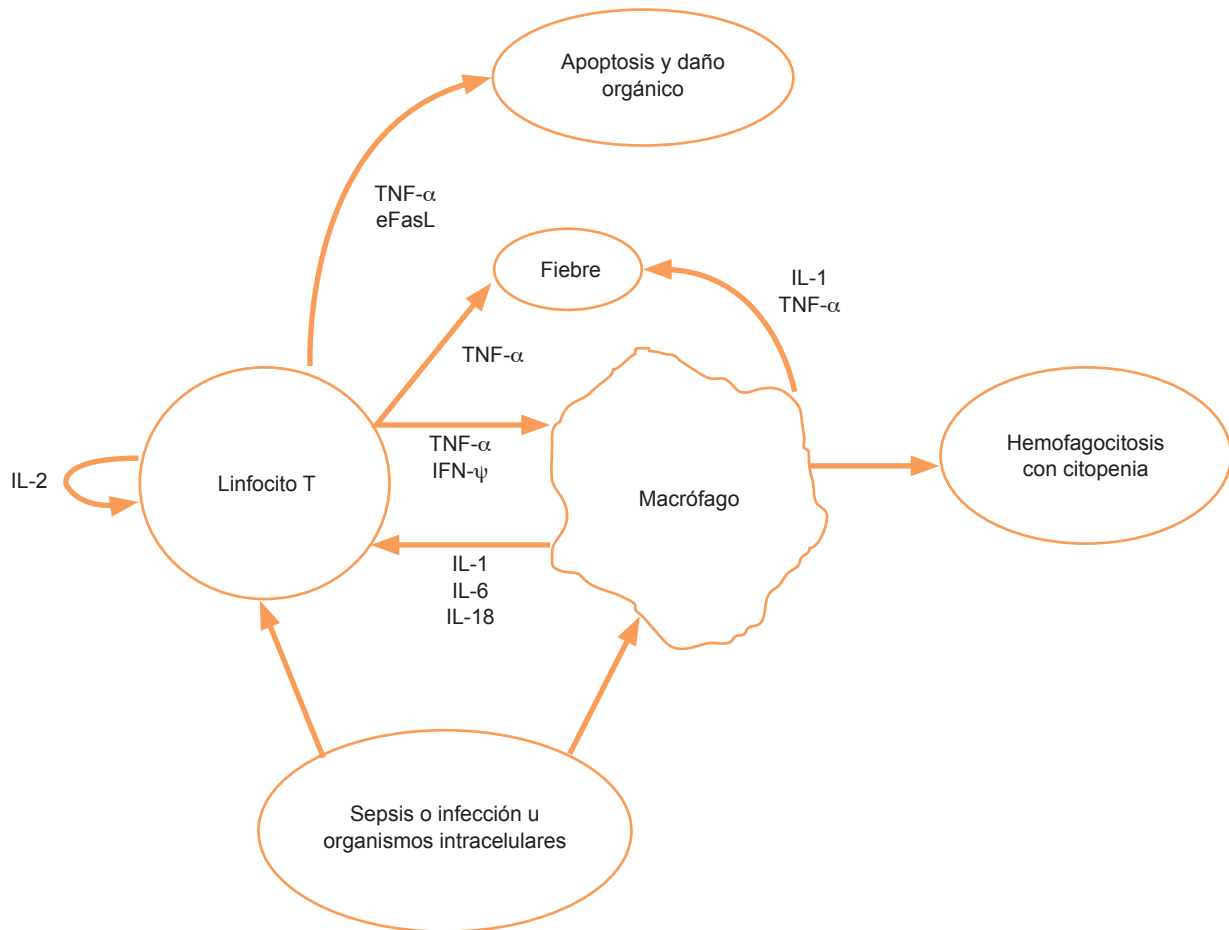 Apoptosis y daño
orgánico
TNF-α
eFasL
Fiebre
IL-1
TNF-α
TNF-α
TNF-α
IFN-ψ
IL-2
Linfocito T
Macrófago
Hemofagocitosis
con citopenia
IL-1
IL-6
IL-18
Sepsis o infección u
organismos intracelulares